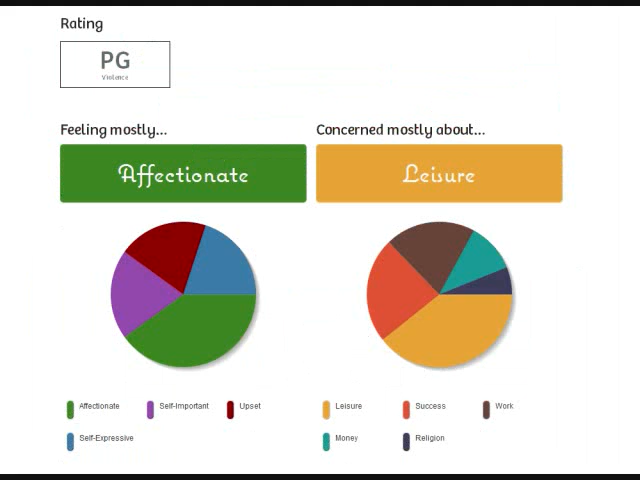 Rating
PG
Violence
Feeling mostly...
Concerned mostly about...
Affectionate
Leisure
Affectionate
Self-Important
Upset
Self-Expressive
Leisure
Success
Work
Money
Religion